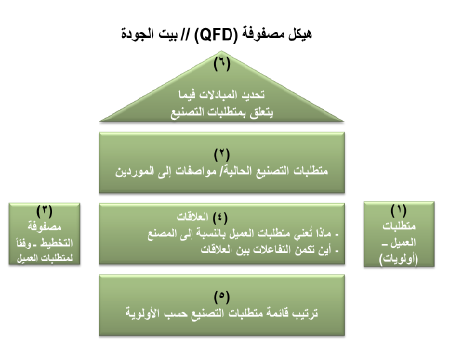 هيكل مصفوفة (QFD) // بيت الجودة
(٦)
تحديد المبادلات فيما
يتعلق بمتطلبات التصنيع
(٢)
متطلبات التصنيع الحالية/ مواصفات إلى الموردين
(١)
متطلبات
العميل –
(أولويات)
(٤) العلاقات
- ماذا تعني متطلبات العميل بالنسبة إلى المصنع
- أين تكمن التفاعلات بين العلاقات
(٣)
مصفوفة
التخطيط - وفقاً
لمتطلبات العميل
(٥)
ترتيب قائمة متطلبات التصنيع حسب الأولوية